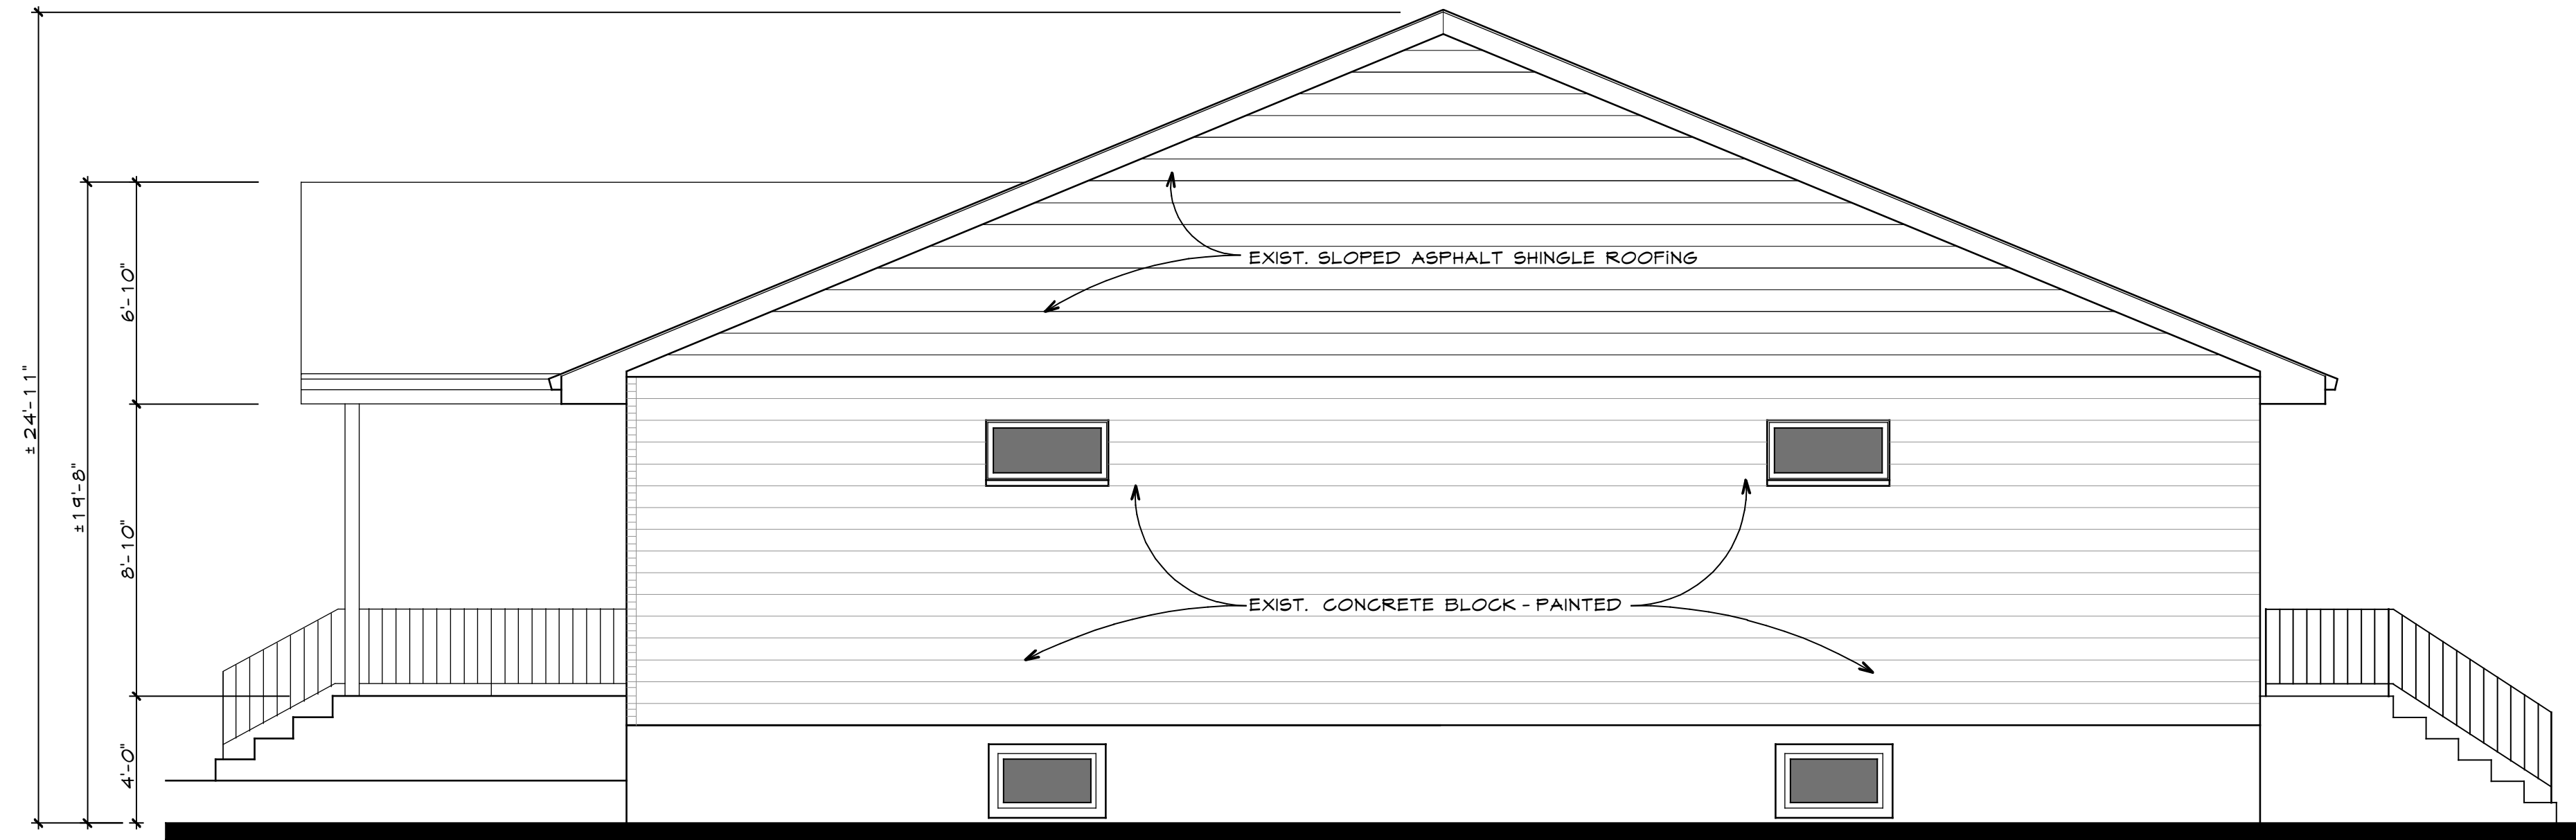 ± 24'-11"
±19'-8"
6'-10"
8'-10"
4'-0"
EXIST. SLOPED ASPHALT SHINGLE ROOFING
EXIST. CONCRETE BLOCK - PAINTED